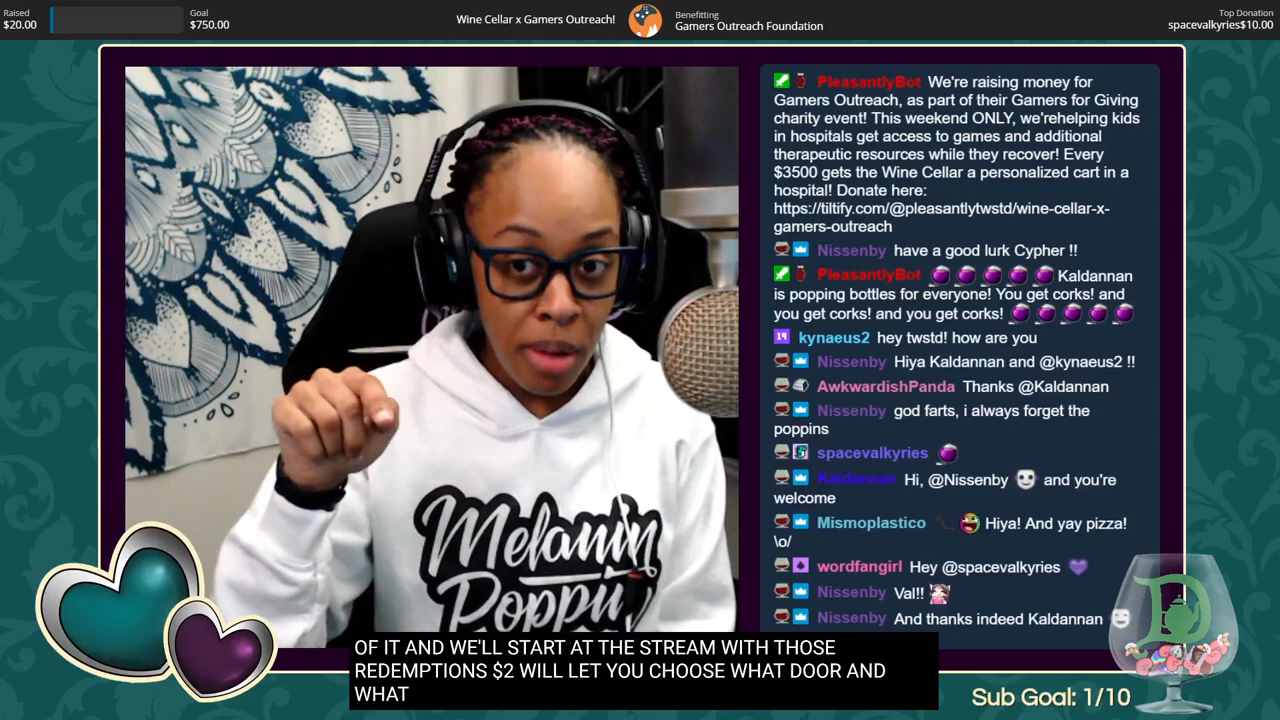 Raised
$20.00
Goal
$750.00
Wine Cellar x Gamers Outreach!
Benefitting
Gamers Outreach Foundation
Top Donation
spacevalkyries$10.00
PleasantlyBot We're raising money for
Gamers Outreach, as part of their Gamers for Giving
charity event! This weekend ONLY, we'rehelping kids
in hospitals get access to games and additional
therapeutic resources while they recover! Every
$3500 gets the Wine Cellar a personalized cart in a
hospital! Donate here:
https://tiltify.com/@pleasantlytwstd/wine-cellar-x-
gamers-outreach
Nissenby have a good lurk Cypher !!
PleasantlyBot Kaldannan
is popping bottles for everyone! You get corks! and
you get corks! and you get corks!
14 kynaeus2 hey twstd! how are you
Nissenby Hiya Kaldannan and @kynaeus2 !!
AwkwardishPanda Thanks @Kaldannan
Nissenby god farts, i always forget the
poppins
spacevalkyries
Kaldannan Hi, @Nissenby and you're
welcome
Mismoplastico Hiya! And yay pizza!
\o/
wordfangirl Hey @spacevalkyries
Nissenby Val!!
Nissenby And thanks indeed Kaldannan
Melanin
Poppin
OF IT AND WE'LL START AT THE STREAM WITH THOSE
REDEMPTIONS $2 WILL LET YOU CHOOSE WHAT DOOR AND
WHAT
D
Sub Goal: 1/10